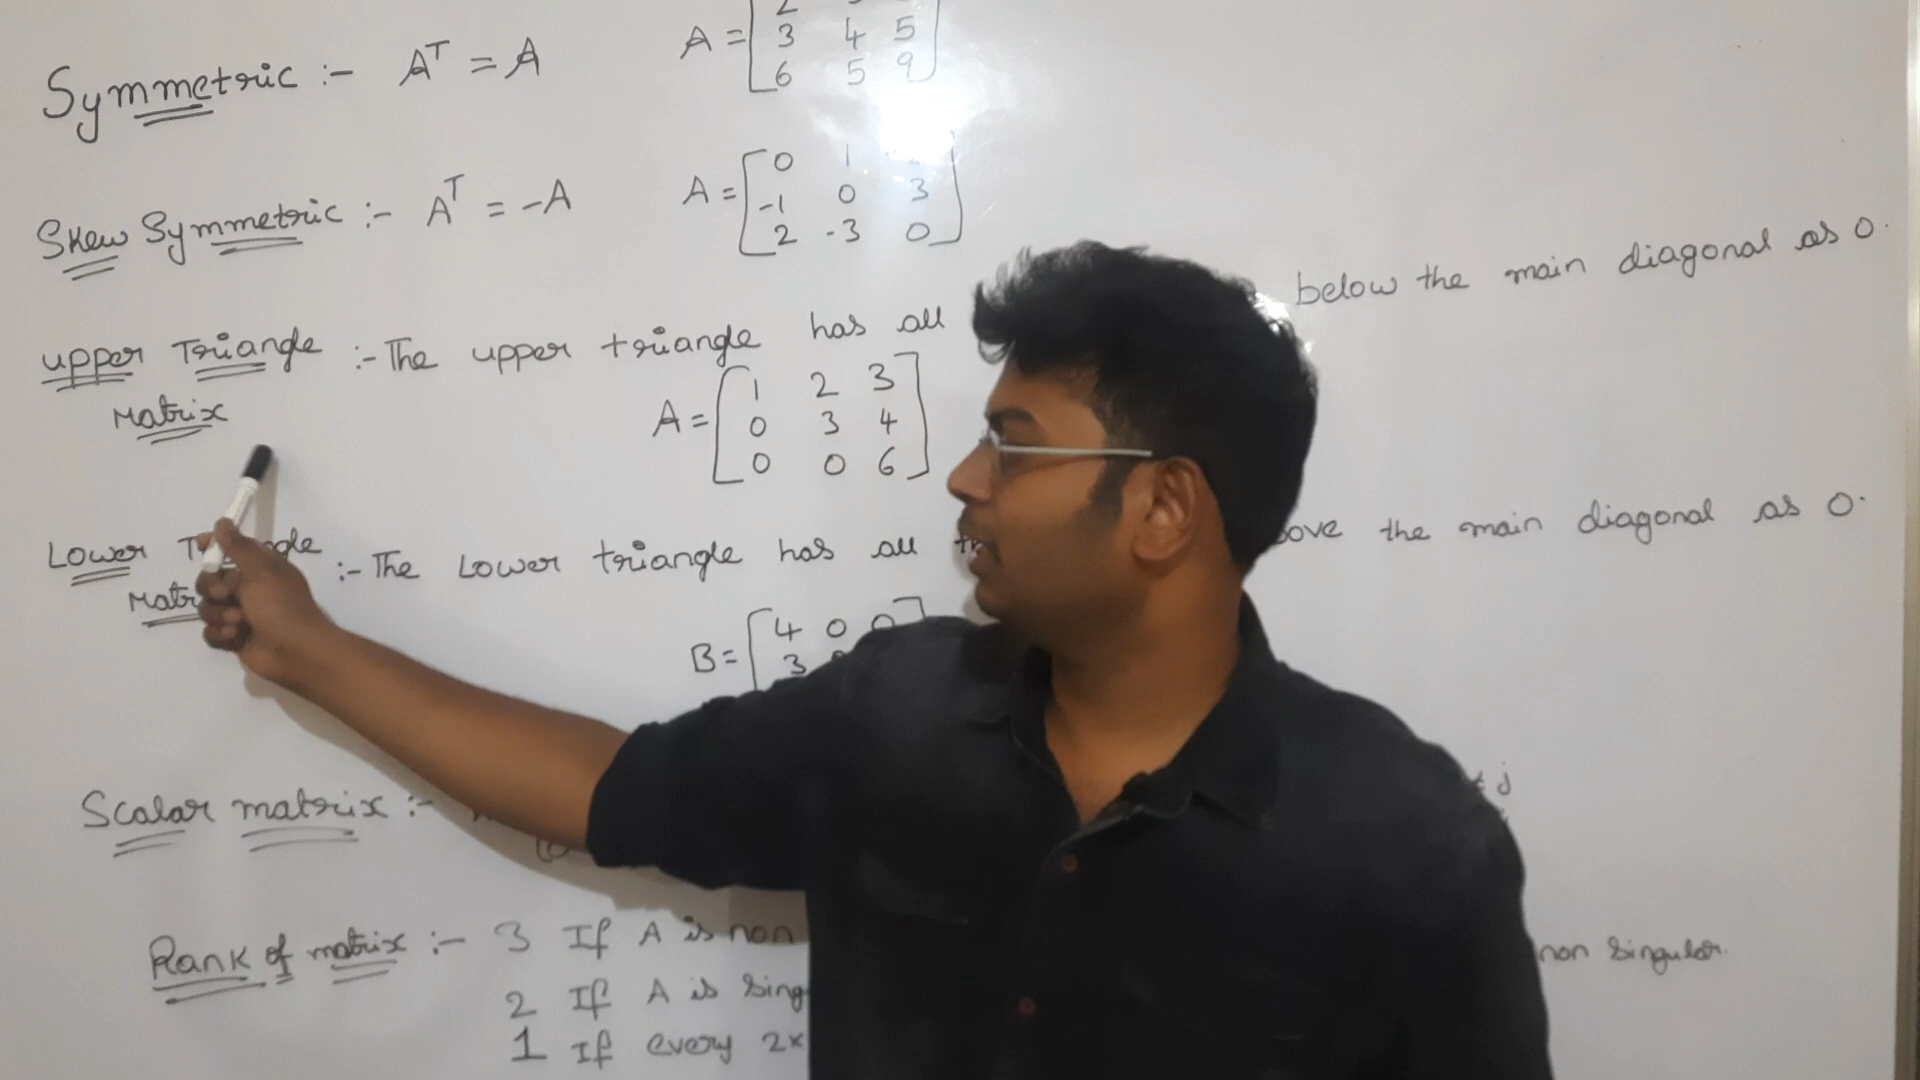 Symmetric :- Aᵀ = A A = [ 3 4 5
6 5 9 ]
Skew Symmetric :- Aᵀ = -A A = [ 0 1
-1 0 3
2 -3 0 ]
upper Triangle :- The upper triangle has all below the main diagonal as 0.
Matrix
A = [ 1 2 3
0 3 4
0 0 6 ]
Lower :- The Lower triangle has all the main diagonal as 0.
B = [ 4 0 0
3
Scalar matrix :-
Rank of matrix :- 3 If A is non non singular.
2 If A is
1 If every